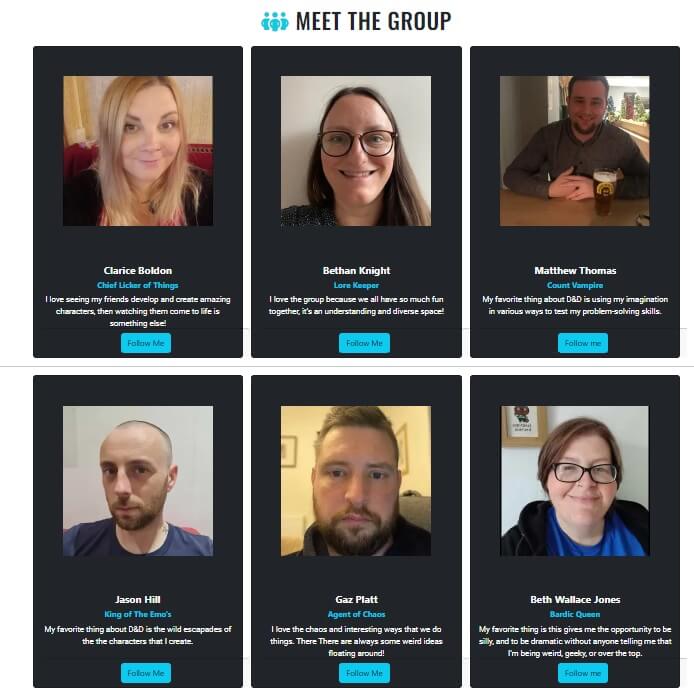 MEET THE GROUP
Clarice Boldon
Chief Licker of Things
I love seeing my friends develop and create amazing
characters, then watching them come to life is
something else!
Follow Me
Bethan Knight
Lore Keeper
I love the group because we all have so much fun
together, it's an understanding and diverse space!
Follow Me
Matthew Thomas
Count Vampire
My favorite thing about D&D is using my imagination
in various ways to test my problem-solving skills.
Follow me
Jason Hill
King of The Emo's
My favorite thing about D&D is the wild escapades of
the the characters that I create.
Follow Me
Gaz Platt
Agent of Chaos
I love the chaos and interesting ways that we do
things. There There are always some weird ideas
floating around!
Follow Me
Beth Wallace Jones
Bardic Queen
My favorite thing is this gives me the opportunity to be
silly, and to be dramatic without anyone telling me that
I'm being weird, geeky, or over the top.
Follow me